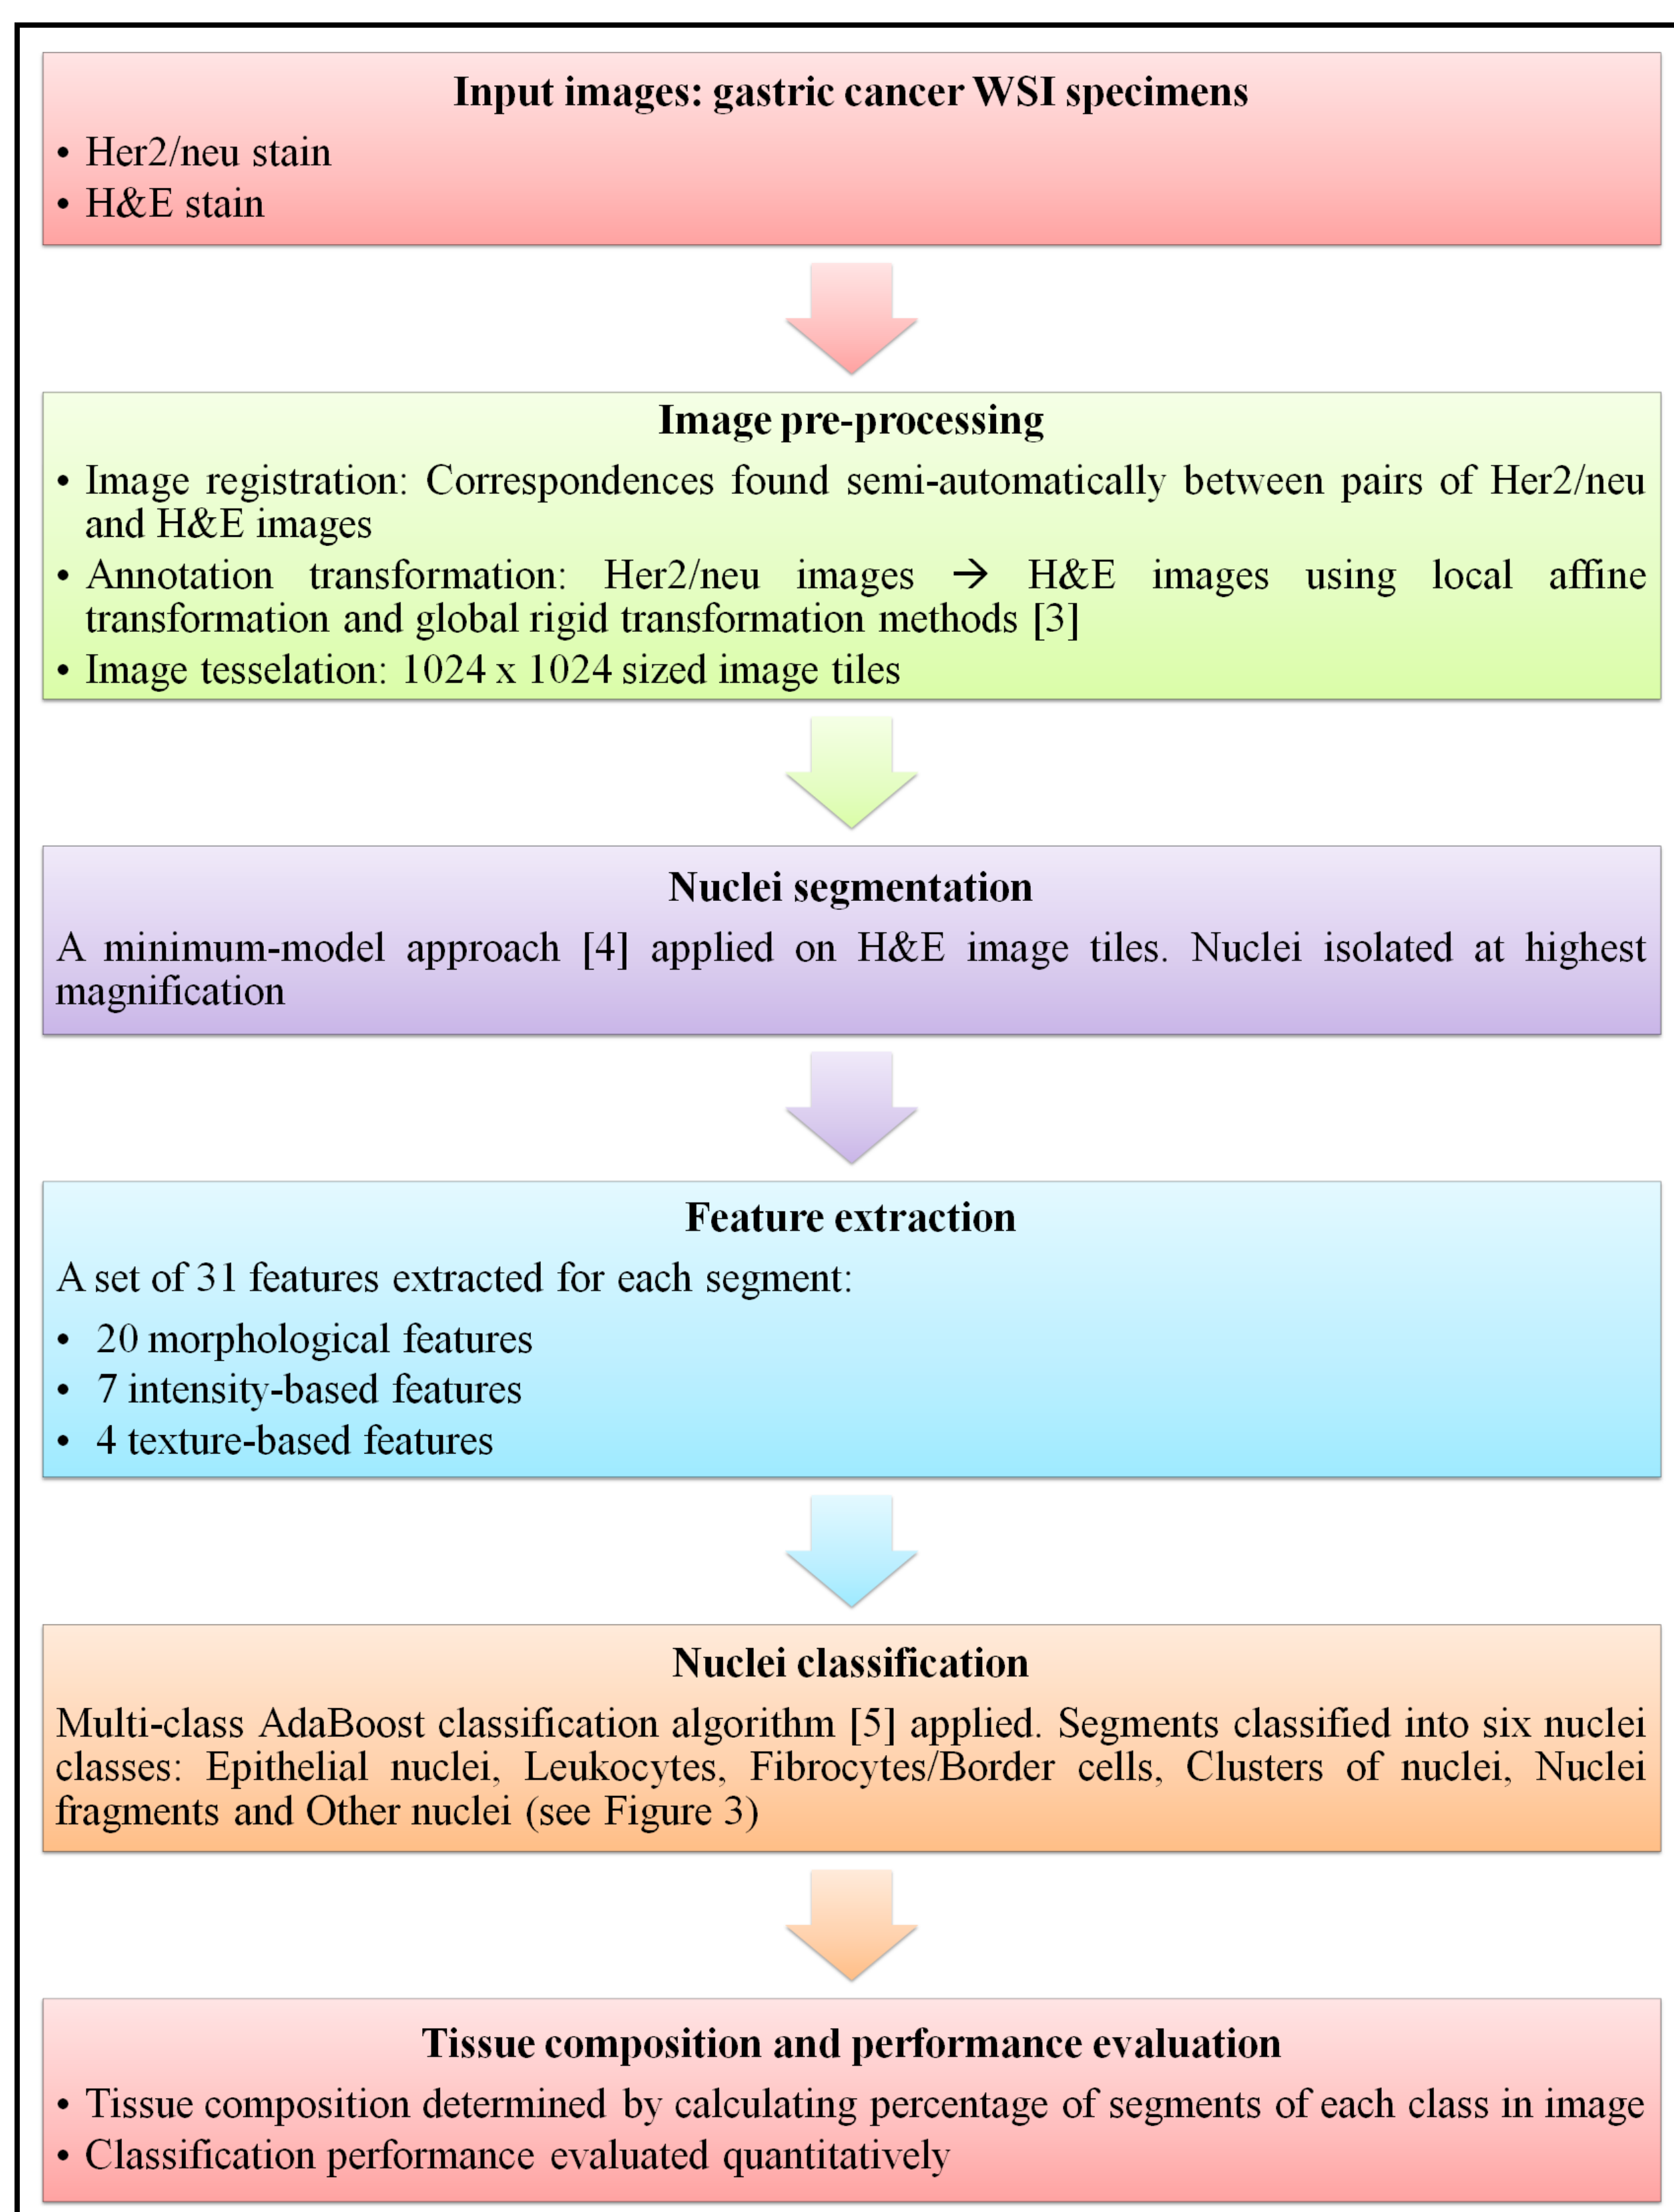 Input images: gastric cancer WSI specimens
• Her2/neu stain
• H&E stain
Image pre-processing
• Image registration: Correspondences found semi-automatically between pairs of Her2/neu
and H&E images
• Annotation transformation: Her2/neu images → H&E images using local affine
transformation and global rigid transformation methods [3]
• Image tesselation: 1024 x 1024 sized image tiles
Nuclei segmentation
A minimum-model approach [4] applied on H&E image tiles. Nuclei isolated at highest
magnification
Feature extraction
A set of 31 features extracted for each segment:
• 20 morphological features
• 7 intensity-based features
• 4 texture-based features
Nuclei classification
Multi-class AdaBoost classification algorithm [5] applied. Segments classified into six nuclei
classes: Epithelial nuclei, Leukocytes, Fibrocytes/Border cells, Clusters of nuclei, Nuclei
fragments and Other nuclei (see Figure 3)
Tissue composition and performance evaluation
• Tissue composition determined by calculating percentage of segments of each class in image
• Classification performance evaluated quantitatively